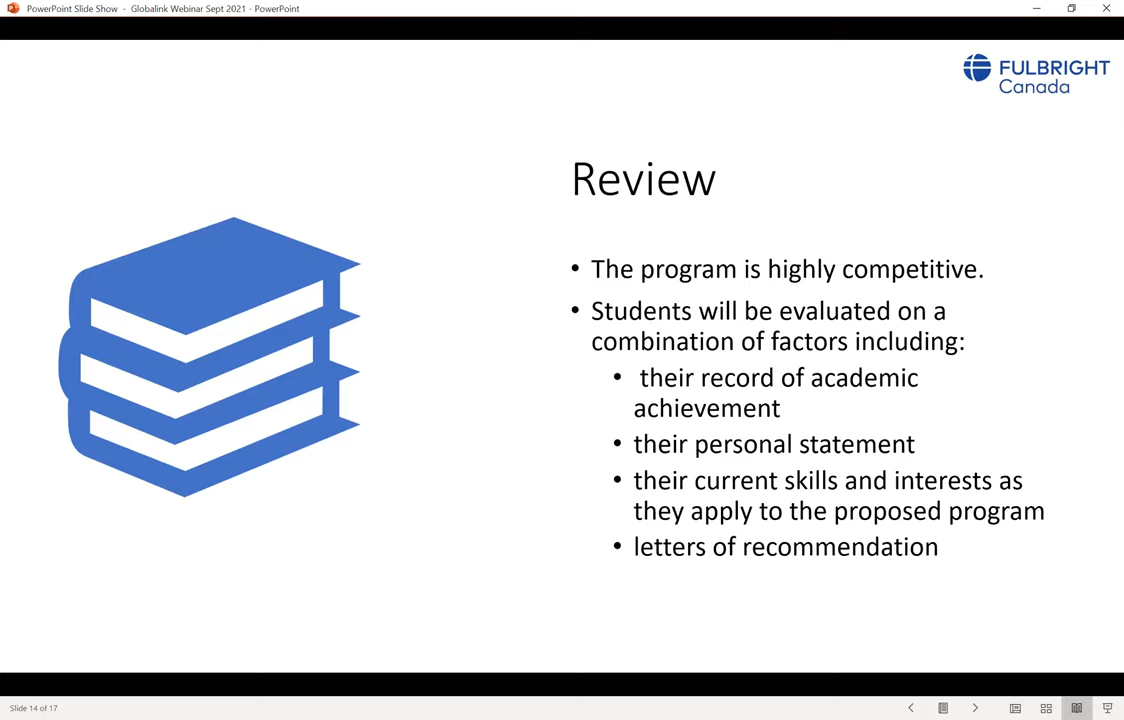 PowerPoint Slide Show - Globalink Webinar Sept 2021 - PowerPoint
FULBRIGHT
Canada
Review
• The program is highly competitive.
• Students will be evaluated on a
combination of factors including:
• their record of academic
achievement
• their personal statement
• their current skills and interests as
they apply to the proposed program
• letters of recommendation
Slide 14 of 17